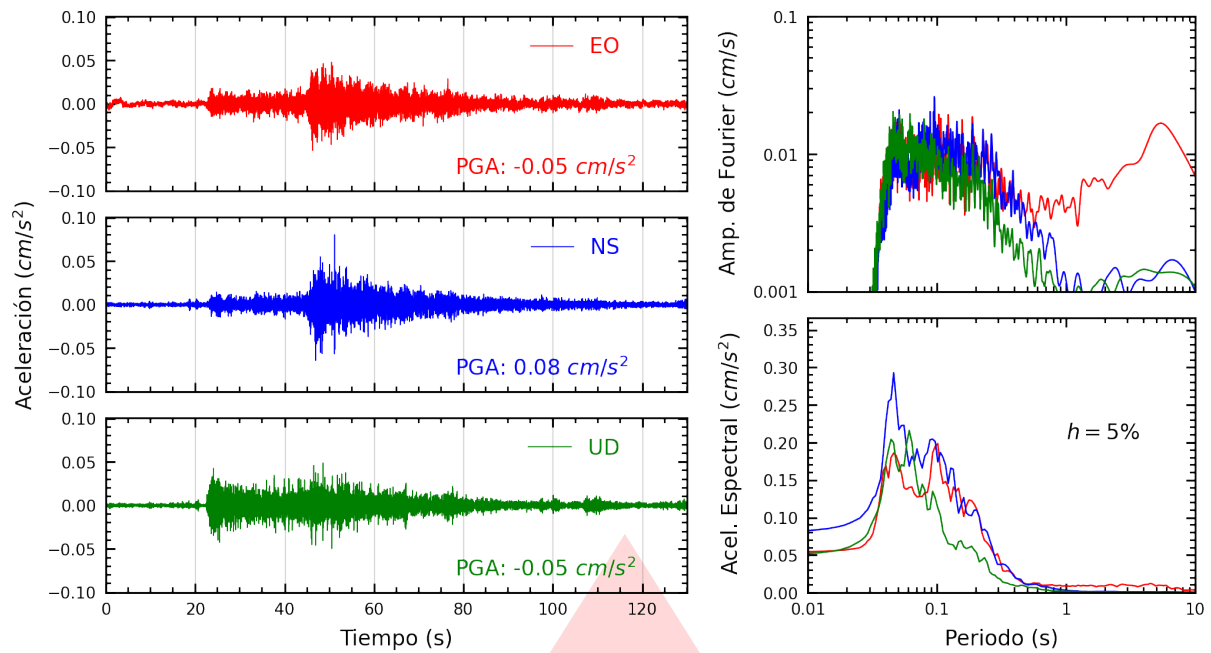 Aceleración (cm/s²)
0.10
0.05
0.00
−0.05
−0.10
EO
PGA: -0.05 cm/s²
0.10
0.05
0.00
−0.05
−0.10
NS
PGA: 0.08 cm/s²
0.10
0.05
0.00
−0.05
−0.10
UD
PGA: -0.05 cm/s²
0 20 40 60 80 100 120
Tiempo (s)
Amp. de Fourier (cm/s)
0.1
0.01
0.001
Acel. Espectral (cm/s²)
0.35
0.30
0.25
0.20
0.15
0.10
0.05
0.00
h = 5%
0.01 0.1 1 10
Periodo (s)